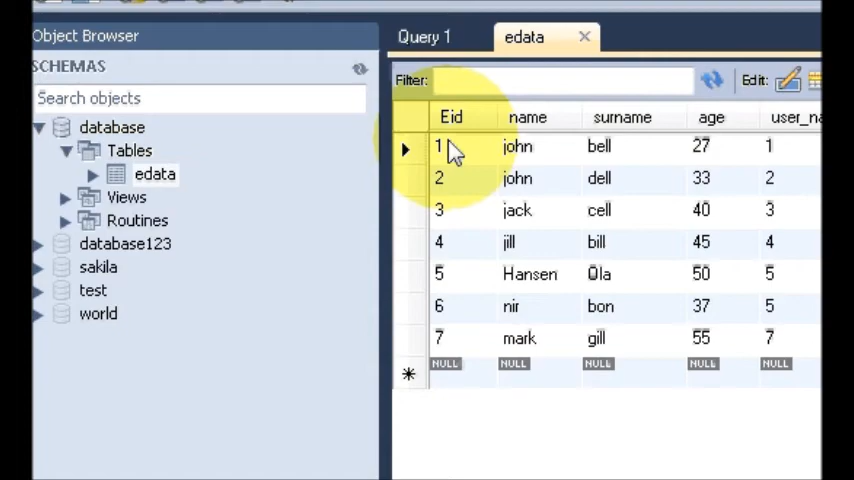 Object Browser
SCHEMAS
Search objects
database
Tables
edata
Views
Routines
database123
sakila
test
world
Query 1
edata
Filter:
Edit:
Eid name surname age user_na
1 john bell 27 1
2 john dell 33 2
3 jack cell 40 3
4 jill bill 45 4
5 Hansen Ola 50 5
6 nir bon 37 5
7 mark gill 55 7
NULL NULL NULL NULL NULL